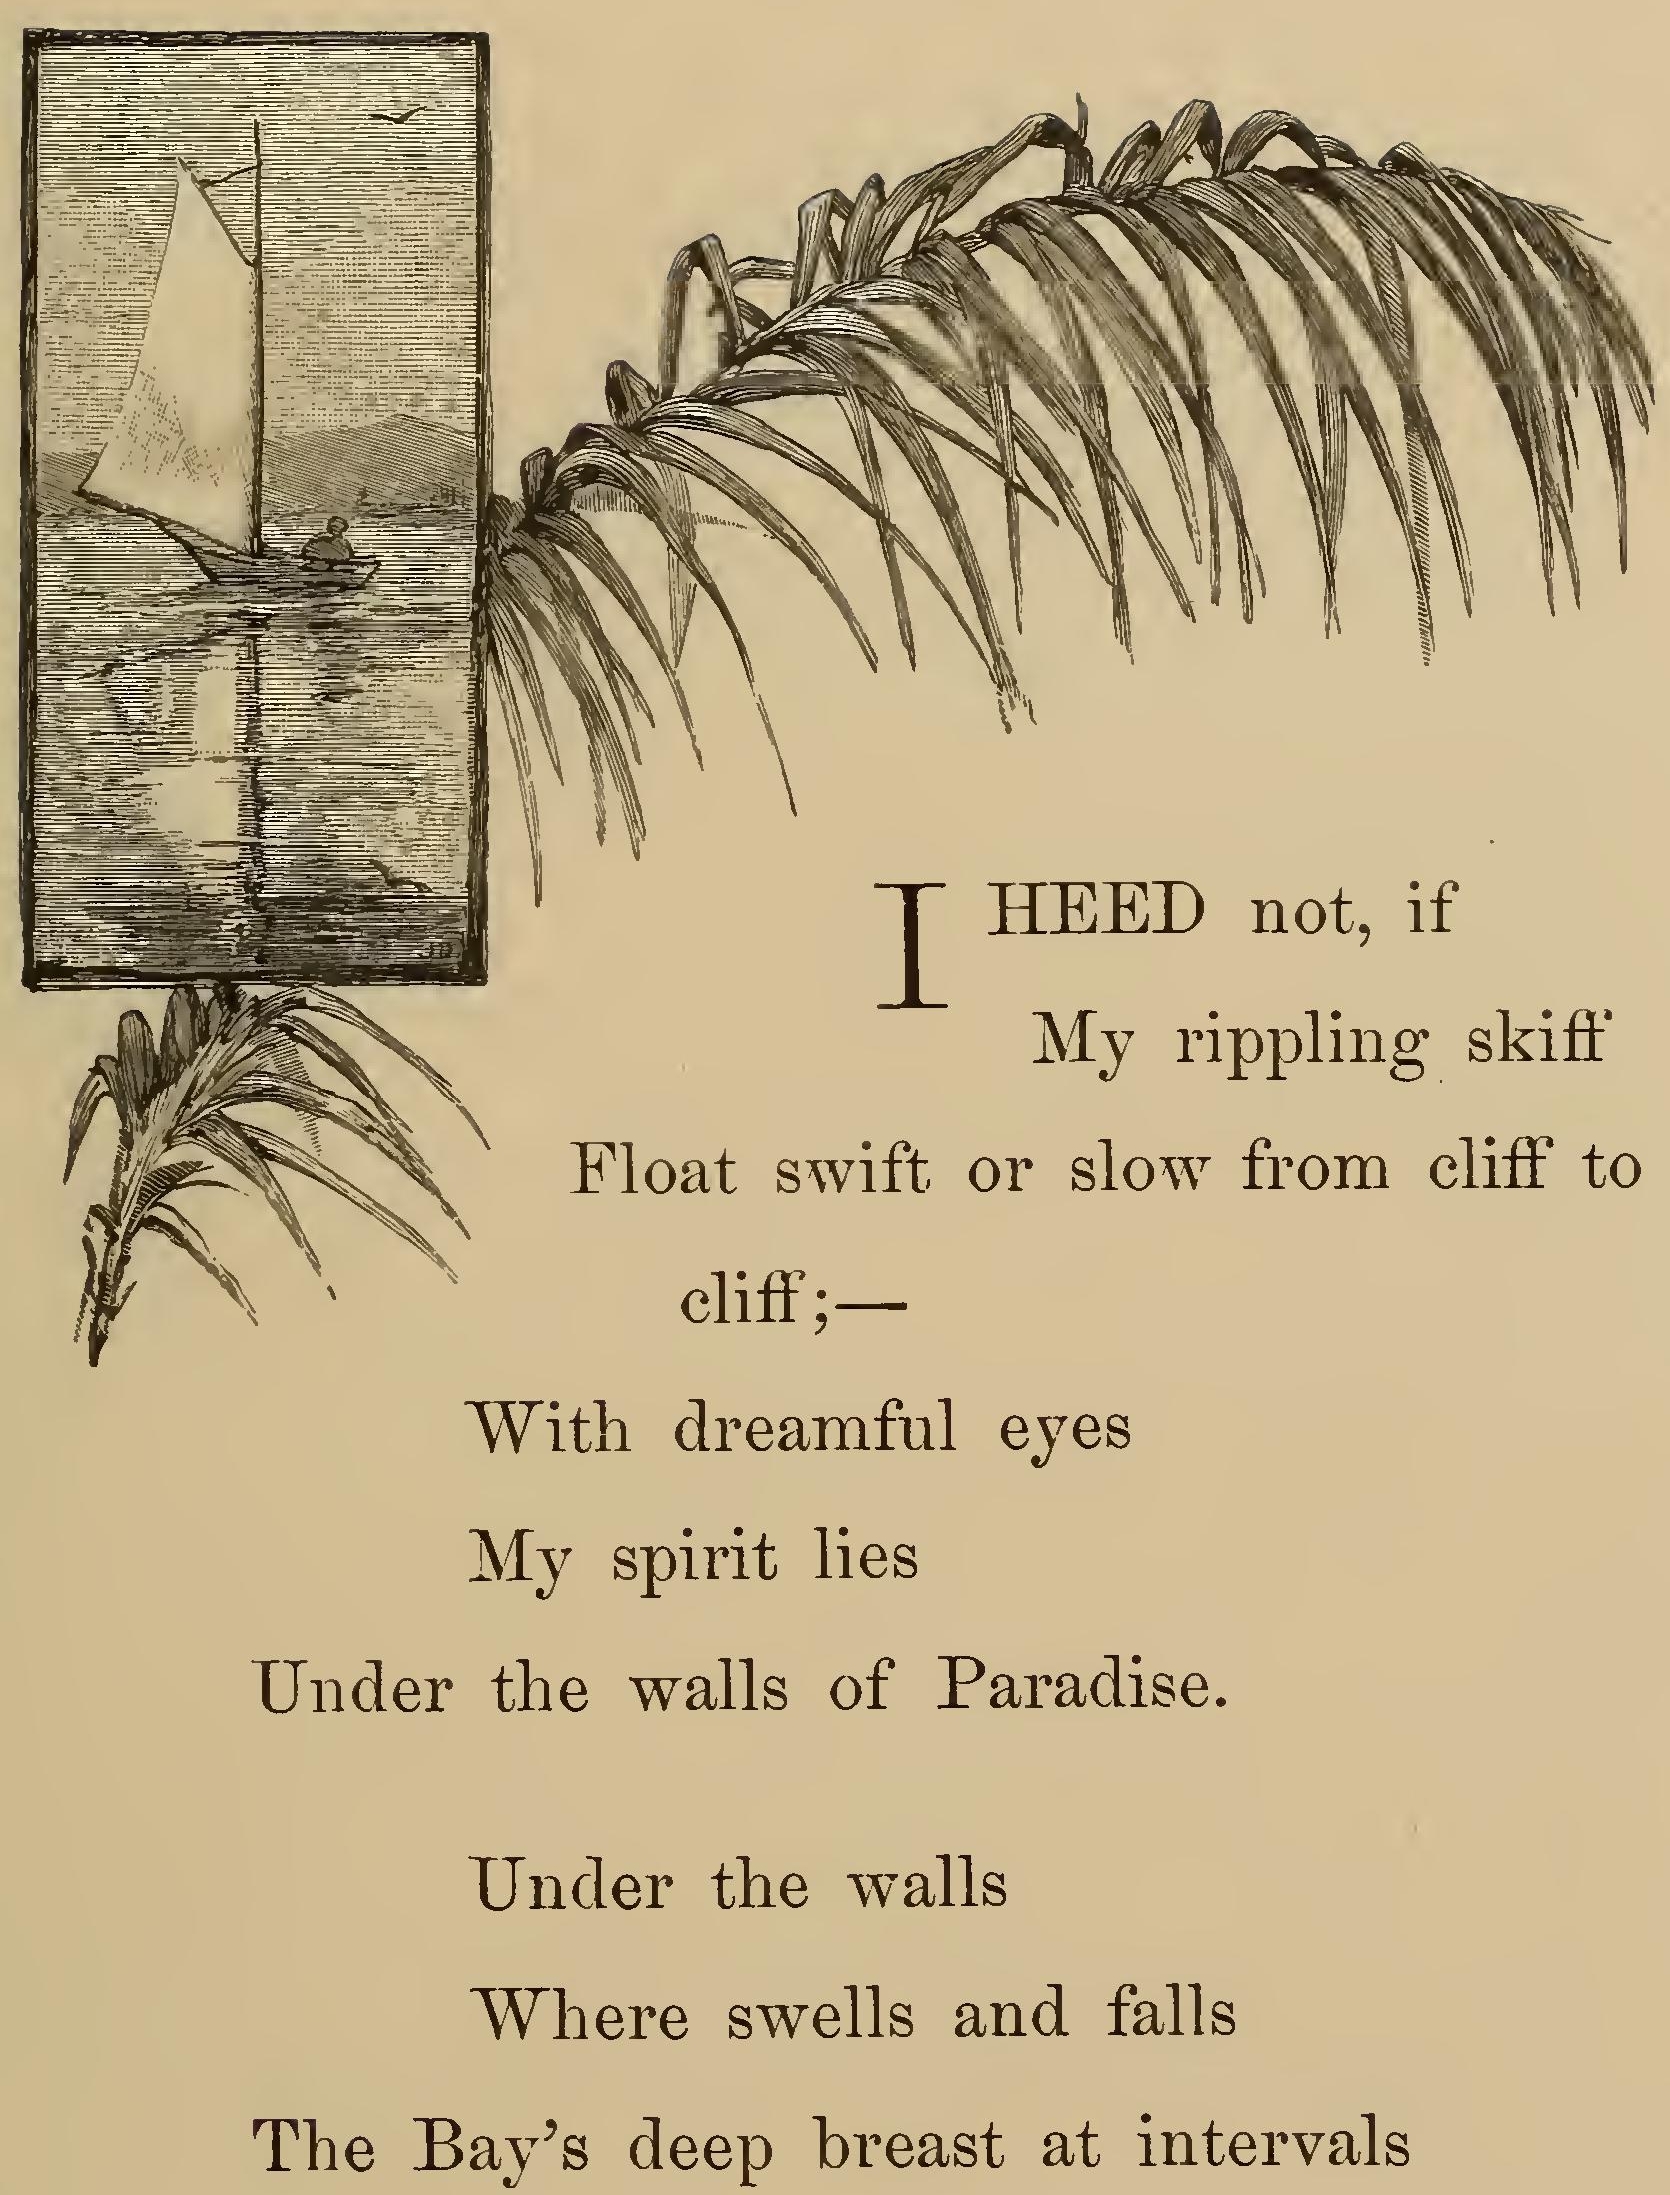 I HEED not, if
My rippling skiff
Float swift or slow from cliff to
cliff;—
With dreamful eyes
My spirit lies
Under the walls of Paradise.
Under the walls
Where swells and falls
The Bay's deep breast at intervals